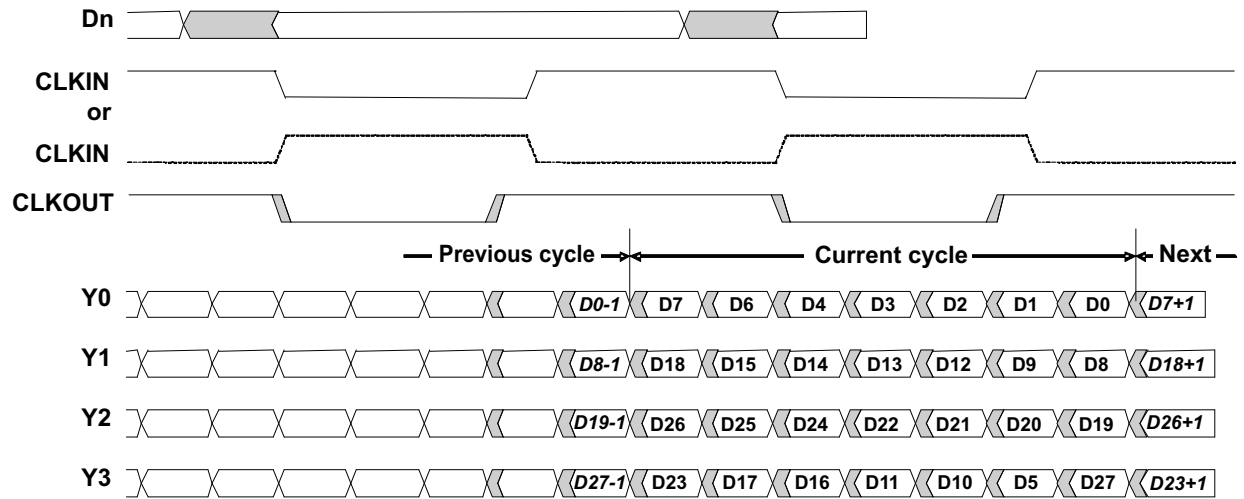 Dn
CLKIN
or
CLKIN
CLKOUT
Previous cycle Current cycle Next
Y0 D0-1 D7 D6 D4 D3 D2 D1 D0 D7+1
Y1 D8-1 D18 D15 D14 D13 D12 D9 D8 D18+1
Y2 D19-1 D26 D25 D24 D22 D21 D20 D19 D26+1
Y3 D27-1 D23 D17 D16 D11 D10 D5 D27 D23+1